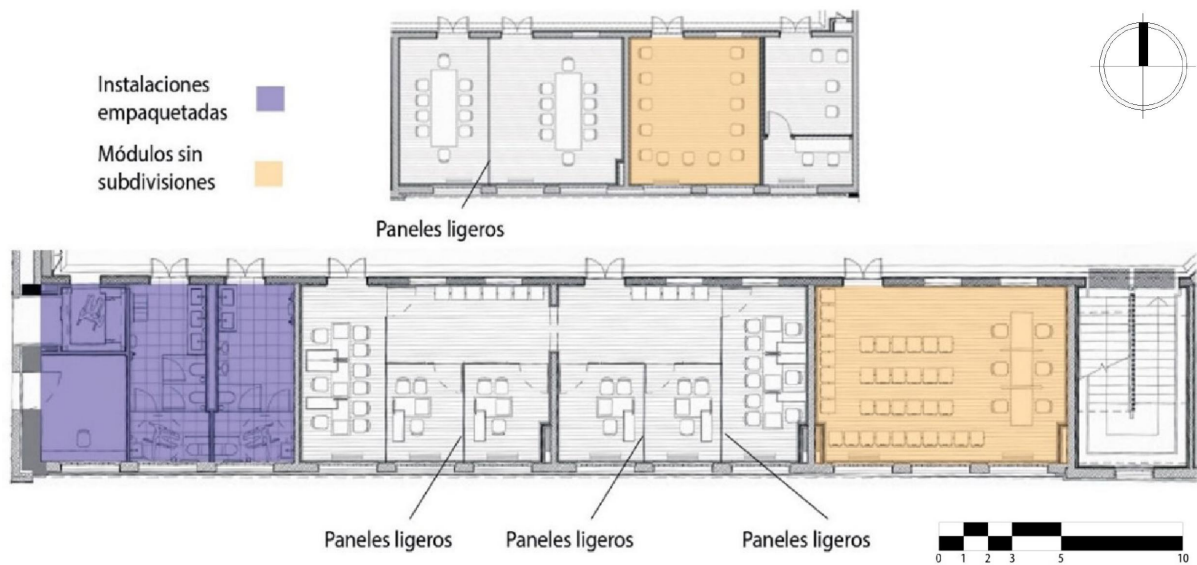 Instalaciones
empaquetadas
Módulos sin
subdivisiones
Paneles ligeros
Paneles ligeros
Paneles ligeros
Paneles ligeros
0 1 2 3 5 10